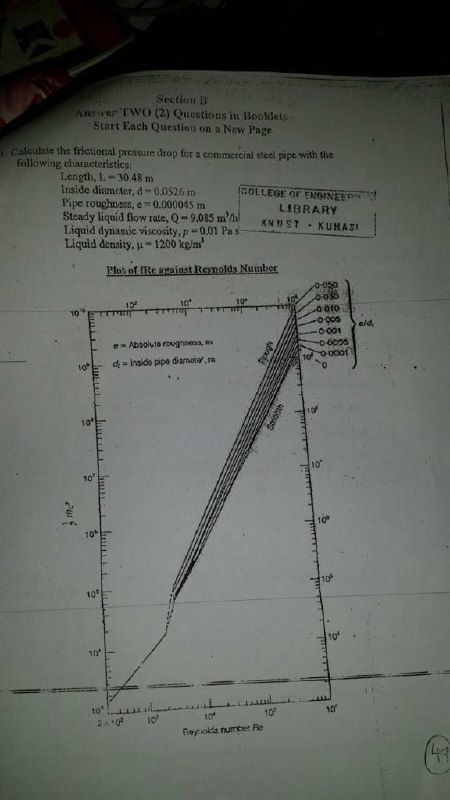 Section B
Answer TWO (2) Questions in Booklets
Start Each Question on a New Page
1. Calculate the frictional pressure drop for a commercial steel pipe with the
following characteristics:
Length, L = 30.48 m
Inside diameter, d = 0.0526 m
Pipe roughness, e = 0.000045 m
Steady liquid flow rate, Q = 9.085 m³/h
Liquid dynamic viscosity, p = 0.01 Pa s
Liquid density, μ = 1200 kg/m³
COLLEGE OF ENGINEER
LIBRARY
KNUST - KUMASI
Plot of fRe against Reynolds Number
e = Absolute roughness, m
dᵢ = Inside pipe diameter, m
0·050
0·030
0·010
0·005
0·001
0·0005
0·0001
0
e/dᵢ
Rough
Smooth
2 × 10²
10³
10⁴
10⁵
Reynolds number Re